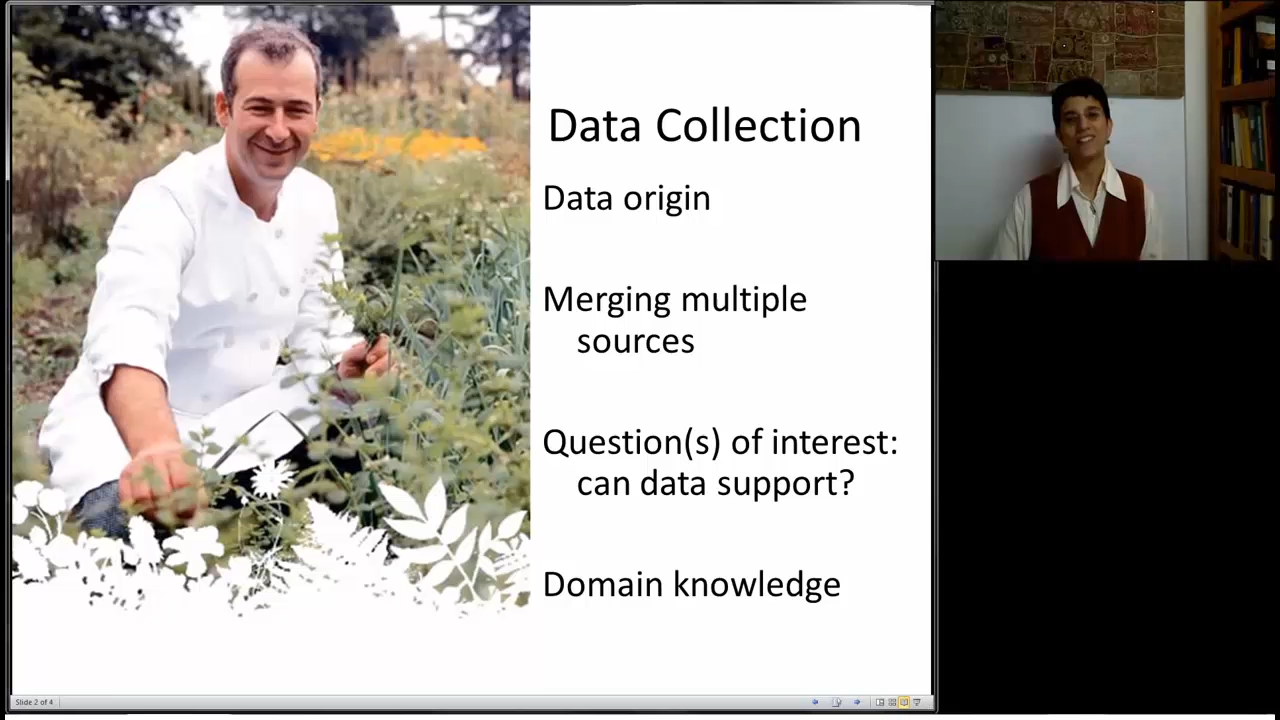 Data Collection
Data origin
Merging multiple
sources
Question(s) of interest:
can data support?
Domain knowledge
Slide 2 of 4